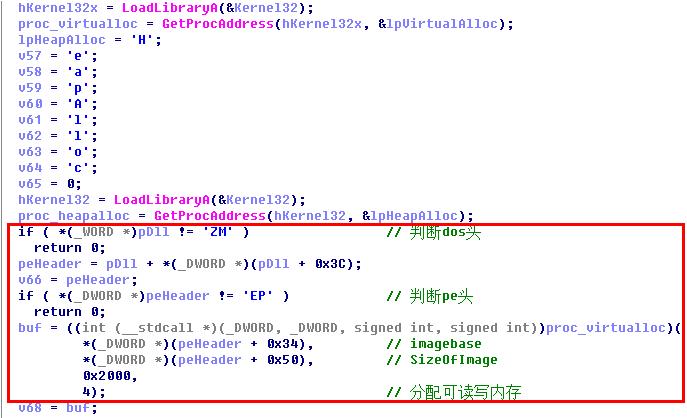 hKernel32x = LoadLibraryA(&Kernel32);
proc_virtualloc = GetProcAddress(hKernel32x, &lpVirtualAlloc);
lpHeapAlloc = 'H';
v57 = 'e';
v58 = 'a';
v59 = 'p';
v60 = 'A';
v61 = 'l';
v62 = 'l';
v63 = 'o';
v64 = 'c';
v65 = 0;
hKernel32 = LoadLibraryA(&Kernel32);
proc_heapalloc = GetProcAddress(hKernel32, &lpHeapAlloc);
if ( *(_WORD *)pDll != 'ZM' ) // 判断dos头
return 0;
peHeader = pDll + *(_DWORD *)(pDll + 0x3C);
v66 = peHeader;
if ( *(_DWORD *)peHeader != 'EP' ) // 判断pe头
return 0;
buf = ((int (__stdcall *)(_DWORD, _DWORD, signed int, signed int))proc_virtualloc)(
*(_DWORD *)(peHeader + 0x34), // imagebase
*(_DWORD *)(peHeader + 0x50), // SizeOfImage
0x2000,
4); // 分配可读写内存
v68 = buf;